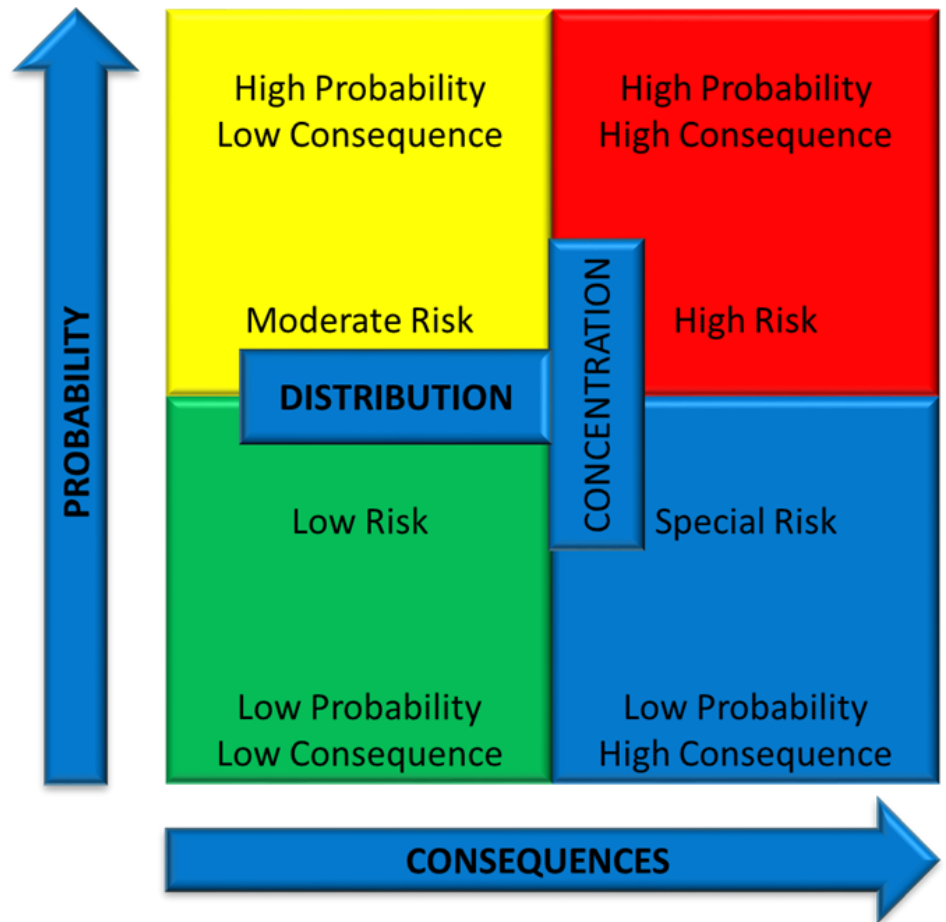 PROBABILITY
High Probability
Low Consequence
Moderate Risk
High Probability
High Consequence
High Risk
DISTRIBUTION
CONCENTRATION
Low Risk
Low Probability
Low Consequence
Special Risk
Low Probability
High Consequence
CONSEQUENCES